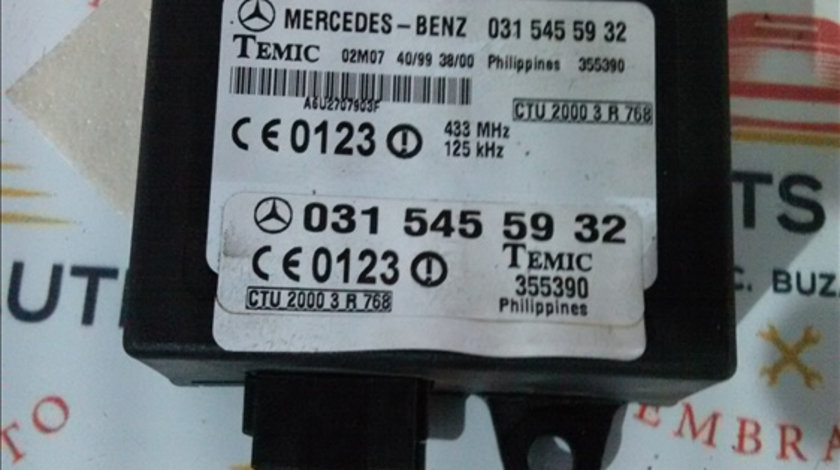 MERCEDES-BENZ 031 545 59 32
TEMIC 02M07 40/99 38/00 Philippines 355390
A6U2707903F
CTU 2000 3 R 768
CE 0123 433 MHz
125 kHz
031 545 59 32
CE 0123 TEMIC
355390
CTU 2000 3 R 768
Philippines